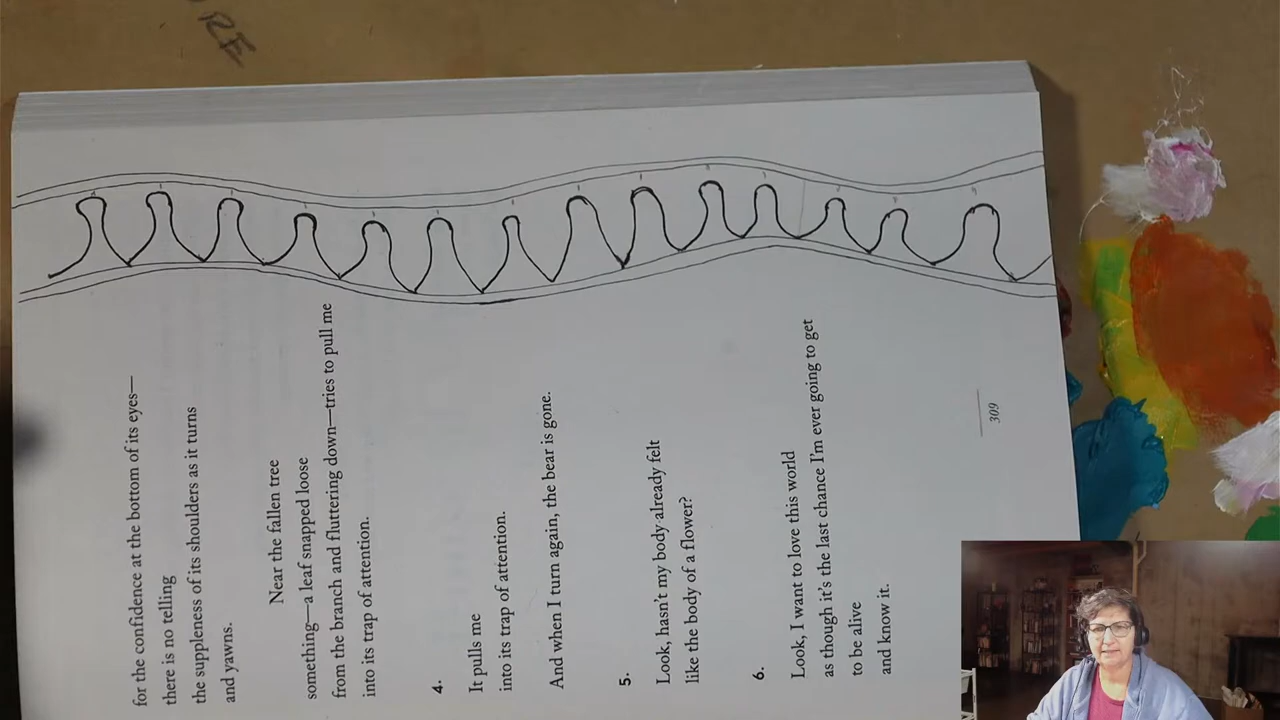 for the confidence at the bottom of its eyes—
there is no telling
the suppleness of its shoulders as it turns
and yawns.
Near the fallen tree
something—a leaf snapped loose
from the branch and fluttering down—tries to pull me
into its trap of attention.
4.
It pulls me
into its trap of attention.
And when I turn again, the bear is gone.
5.
Look, hasn't my body already felt
like the body of a flower?
6.
Look, I want to love this world
as though it's the last chance I'm ever going to get
to be alive
and know it.
309